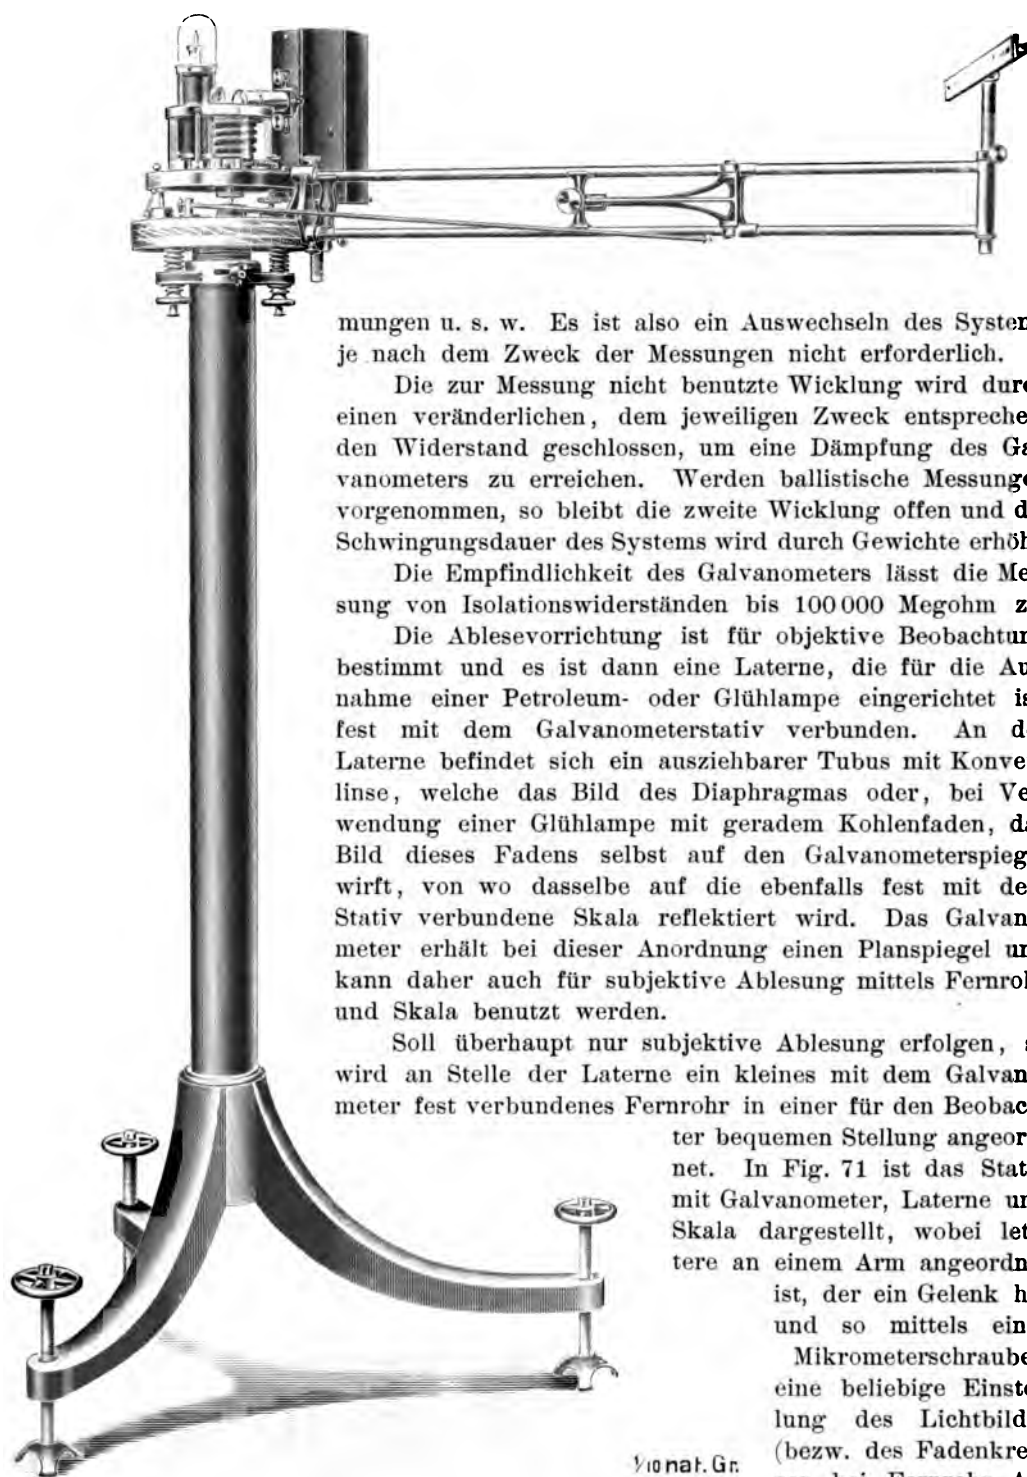 mungen u. s. w. Es ist also ein Auswechseln des System
je nach dem Zweck der Messungen nicht erforderlich.
Die zur Messung nicht benutzte Wicklung wird dur
einen veränderlichen, dem jeweiligen Zweck entspreche
den Widerstand geschlossen, um eine Dämpfung des Ga
vanometers zu erreichen. Werden ballistische Messunge
vorgenommen, so bleibt die zweite Wicklung offen und d
Schwingungsdauer des Systems wird durch Gewichte erhöh
Die Empfindlichkeit des Galvanometers lässt die Me
sung von Isolationswiderständen bis 100 000 Megohm z
Die Ablesevorrichtung ist für objektive Beobachtun
bestimmt und es ist dann eine Laterne, die für die Au
nahme einer Petroleum- oder Glühlampe eingerichtet is
fest mit dem Galvanometerstativ verbunden. An d
Laterne befindet sich ein ausziehbarer Tubus mit Konve
linse, welche das Bild des Diaphragmas oder, bei Ve
wendung einer Glühlampe mit geradem Kohlenfaden, da
Bild dieses Fadens selbst auf den Galvanometerspieg
wirft, von wo dasselbe auf die ebenfalls fest mit de
Stativ verbundene Skala reflektiert wird. Das Galvan
meter erhält bei dieser Anordnung einen Planspiegel un
kann daher auch für subjektive Ablesung mittels Fernroh
und Skala benutzt werden.
Soll überhaupt nur subjektive Ablesung erfolgen, s
wird an Stelle der Laterne ein kleines mit dem Galvan
meter fest verbundenes Fernrohr in einer für den Beobac
ter bequemen Stellung angeor
net. In Fig. 71 ist das Stat
mit Galvanometer, Laterne un
Skala dargestellt, wobei let
tere an einem Arm angeordn
ist, der ein Gelenk h
und so mittels ein
Mikrometerschraube
eine beliebige Einste
lung des Lichtbild
(bezw. des Fadenkre
1/10 nat. Gr.